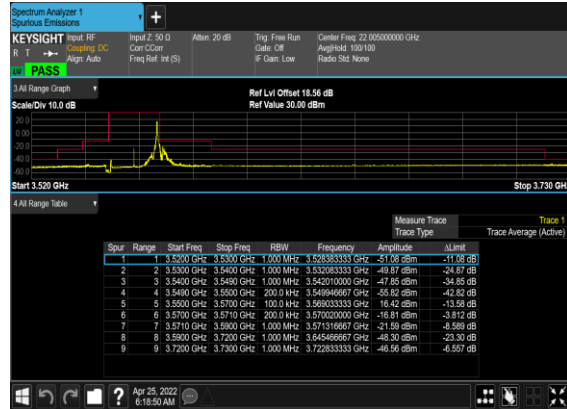 Spectrum Analyzer 1
Spurious Emissions
+
KEYSIGHT Input: RF Input Z: 50 Ω Atten: 20 dB Trig: Free Run Center Freq: 22.005000000 GHz
R T Coupling: DC Corr CCorr Gate: Off Avg|Hold: 100/100
Align: Auto Freq Ref: Int (S) IF Gain: Low Radio Std: None
PASS
3 All Range Graph
Ref Lvl Offset 18.56 dB
Scale/Div 10.0 dB Ref Value 30.00 dBm
20.0
0.00
-20.0
-40.0
-60.0
Start 3.520 GHz Stop 3.730 GH
4 All Range Table
Measure Trace Trace 1
Trace Type Trace Average (Active)
Spur Range Start Freq Stop Freq RBW Frequency Amplitude ΔLimit
1 1 3.5200 GHz 3.5300 GHz 1.000 MHz 3.528383333 GHz -51.08 dBm -11.08 dB
2 2 3.5300 GHz 3.5400 GHz 1.000 MHz 3.532083333 GHz -49.87 dBm -24.87 dB
3 3 3.5400 GHz 3.5490 GHz 1.000 MHz 3.542010000 GHz -47.85 dBm -34.85 dB
4 4 3.5490 GHz 3.5500 GHz 200.0 kHz 3.549946667 GHz -55.82 dBm -42.82 dB
5 5 3.5500 GHz 3.5700 GHz 100.0 kHz 3.569033333 GHz 16.42 dBm -13.58 dB
6 6 3.5700 GHz 3.5710 GHz 200.0 kHz 3.570020000 GHz -16.81 dBm -3.812 dB
7 7 3.5710 GHz 3.5900 GHz 1.000 MHz 3.571316667 GHz -21.59 dBm -8.589 dB
8 8 3.5900 GHz 3.7200 GHz 1.000 MHz 3.645466667 GHz -48.30 dBm -23.30 dB
9 9 3.7200 GHz 3.7300 GHz 1.000 MHz 3.722833333 GHz -46.56 dBm -6.557 dB
? Apr 25, 2022
6:18:50 AM